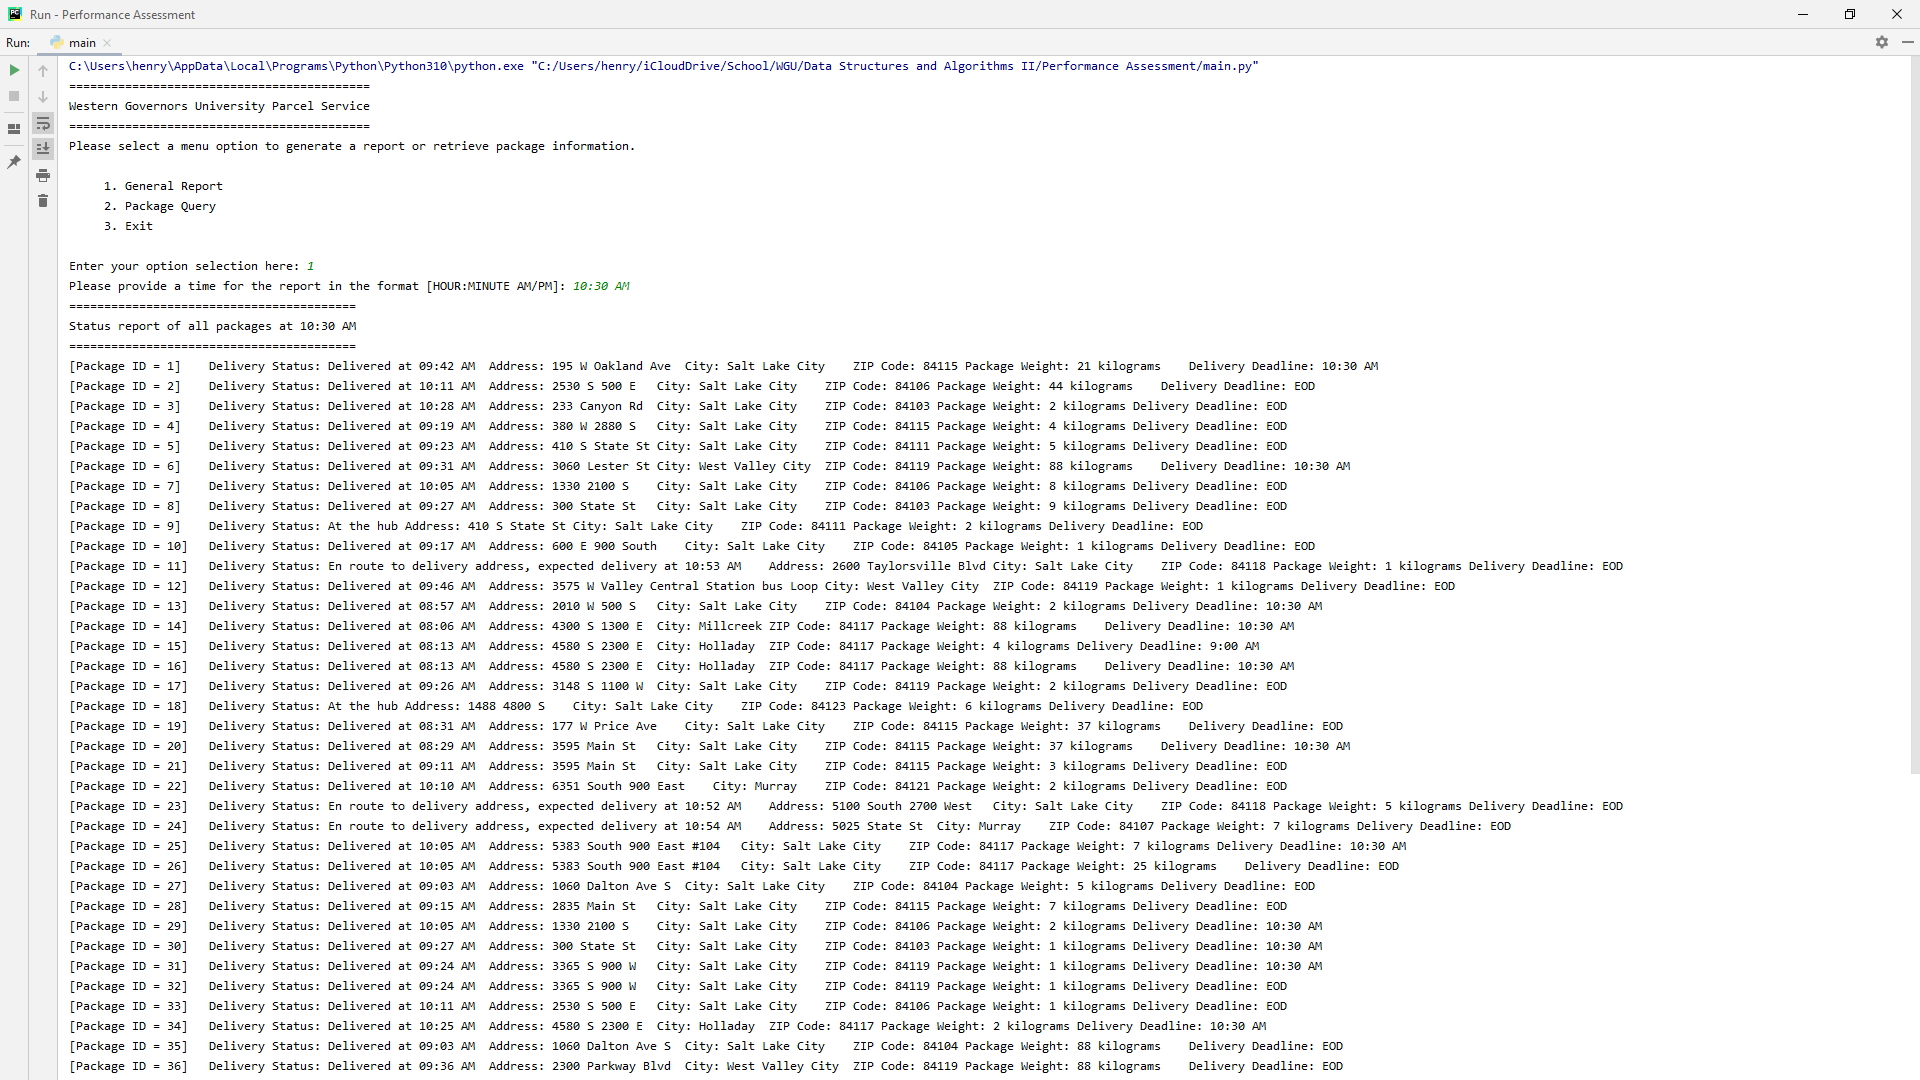 Run - Performance Assessment
Run: main
C:\Users\henry\AppData\Local\Programs\Python\Python310\python.exe "C:/Users/henry/iCloudDrive/School/WGU/Data Structures and Algorithms II/Performance Assessment/main.py"
===========================================
Western Governors University Parcel Service
===========================================
Please select a menu option to generate a report or retrieve package information.
1. General Report
2. Package Query
3. Exit
Enter your option selection here: 1
Please provide a time for the report in the format [HOUR:MINUTE AM/PM]: 10:30 AM
=========================================
Status report of all packages at 10:30 AM
=========================================
[Package ID = 1] Delivery Status: Delivered at 09:42 AM Address: 195 W Oakland Ave City: Salt Lake City ZIP Code: 84115 Package Weight: 21 kilograms Delivery Deadline: 10:30 AM
[Package ID = 2] Delivery Status: Delivered at 10:11 AM Address: 2530 S 500 E City: Salt Lake City ZIP Code: 84106 Package Weight: 44 kilograms Delivery Deadline: EOD
[Package ID = 3] Delivery Status: Delivered at 10:28 AM Address: 233 Canyon Rd City: Salt Lake City ZIP Code: 84103 Package Weight: 2 kilograms Delivery Deadline: EOD
[Package ID = 4] Delivery Status: Delivered at 09:19 AM Address: 380 W 2880 S City: Salt Lake City ZIP Code: 84115 Package Weight: 4 kilograms Delivery Deadline: EOD
[Package ID = 5] Delivery Status: Delivered at 09:23 AM Address: 410 S State St City: Salt Lake City ZIP Code: 84111 Package Weight: 5 kilograms Delivery Deadline: EOD
[Package ID = 6] Delivery Status: Delivered at 09:31 AM Address: 3060 Lester St City: West Valley City ZIP Code: 84119 Package Weight: 88 kilograms Delivery Deadline: 10:30 AM
[Package ID = 7] Delivery Status: Delivered at 10:05 AM Address: 1330 2100 S City: Salt Lake City ZIP Code: 84106 Package Weight: 8 kilograms Delivery Deadline: EOD
[Package ID = 8] Delivery Status: Delivered at 09:27 AM Address: 300 State St City: Salt Lake City ZIP Code: 84103 Package Weight: 9 kilograms Delivery Deadline: EOD
[Package ID = 9] Delivery Status: At the hub Address: 410 S State St City: Salt Lake City ZIP Code: 84111 Package Weight: 2 kilograms Delivery Deadline: EOD
[Package ID = 10] Delivery Status: Delivered at 09:17 AM Address: 600 E 900 South City: Salt Lake City ZIP Code: 84105 Package Weight: 1 kilograms Delivery Deadline: EOD
[Package ID = 11] Delivery Status: En route to delivery address, expected delivery at 10:53 AM Address: 2600 Taylorsville Blvd City: Salt Lake City ZIP Code: 84118 Package Weight: 1 kilograms Delivery Deadline: EOD
[Package ID = 12] Delivery Status: Delivered at 09:46 AM Address: 3575 W Valley Central Station bus Loop City: West Valley City ZIP Code: 84119 Package Weight: 1 kilograms Delivery Deadline: EOD
[Package ID = 13] Delivery Status: Delivered at 08:57 AM Address: 2010 W 500 S City: Salt Lake City ZIP Code: 84104 Package Weight: 2 kilograms Delivery Deadline: 10:30 AM
[Package ID = 14] Delivery Status: Delivered at 08:06 AM Address: 4300 S 1300 E City: Millcreek ZIP Code: 84117 Package Weight: 88 kilograms Delivery Deadline: 10:30 AM
[Package ID = 15] Delivery Status: Delivered at 08:13 AM Address: 4580 S 2300 E City: Holladay ZIP Code: 84117 Package Weight: 4 kilograms Delivery Deadline: 9:00 AM
[Package ID = 16] Delivery Status: Delivered at 08:13 AM Address: 4580 S 2300 E City: Holladay ZIP Code: 84117 Package Weight: 88 kilograms Delivery Deadline: 10:30 AM
[Package ID = 17] Delivery Status: Delivered at 09:26 AM Address: 3148 S 1100 W City: Salt Lake City ZIP Code: 84119 Package Weight: 2 kilograms Delivery Deadline: EOD
[Package ID = 18] Delivery Status: At the hub Address: 1488 4800 S City: Salt Lake City ZIP Code: 84123 Package Weight: 6 kilograms Delivery Deadline: EOD
[Package ID = 19] Delivery Status: Delivered at 08:31 AM Address: 177 W Price Ave City: Salt Lake City ZIP Code: 84115 Package Weight: 37 kilograms Delivery Deadline: EOD
[Package ID = 20] Delivery Status: Delivered at 08:29 AM Address: 3595 Main St City: Salt Lake City ZIP Code: 84115 Package Weight: 37 kilograms Delivery Deadline: 10:30 AM
[Package ID = 21] Delivery Status: Delivered at 09:11 AM Address: 3595 Main St City: Salt Lake City ZIP Code: 84115 Package Weight: 3 kilograms Delivery Deadline: EOD
[Package ID = 22] Delivery Status: Delivered at 10:10 AM Address: 6351 South 900 East City: Murray ZIP Code: 84121 Package Weight: 2 kilograms Delivery Deadline: EOD
[Package ID = 23] Delivery Status: En route to delivery address, expected delivery at 10:52 AM Address: 5100 South 2700 West City: Salt Lake City ZIP Code: 84118 Package Weight: 5 kilograms Delivery Deadline: EOD
[Package ID = 24] Delivery Status: En route to delivery address, expected delivery at 10:54 AM Address: 5025 State St City: Murray ZIP Code: 84107 Package Weight: 7 kilograms Delivery Deadline: EOD
[Package ID = 25] Delivery Status: Delivered at 10:05 AM Address: 5383 South 900 East #104 City: Salt Lake City ZIP Code: 84117 Package Weight: 7 kilograms Delivery Deadline: 10:30 AM
[Package ID = 26] Delivery Status: Delivered at 10:05 AM Address: 5383 South 900 East #104 City: Salt Lake City ZIP Code: 84117 Package Weight: 25 kilograms Delivery Deadline: EOD
[Package ID = 27] Delivery Status: Delivered at 09:03 AM Address: 1060 Dalton Ave S City: Salt Lake City ZIP Code: 84104 Package Weight: 5 kilograms Delivery Deadline: EOD
[Package ID = 28] Delivery Status: Delivered at 09:15 AM Address: 2835 Main St City: Salt Lake City ZIP Code: 84115 Package Weight: 7 kilograms Delivery Deadline: EOD
[Package ID = 29] Delivery Status: Delivered at 10:05 AM Address: 1330 2100 S City: Salt Lake City ZIP Code: 84106 Package Weight: 2 kilograms Delivery Deadline: 10:30 AM
[Package ID = 30] Delivery Status: Delivered at 09:27 AM Address: 300 State St City: Salt Lake City ZIP Code: 84103 Package Weight: 1 kilograms Delivery Deadline: 10:30 AM
[Package ID = 31] Delivery Status: Delivered at 09:24 AM Address: 3365 S 900 W City: Salt Lake City ZIP Code: 84119 Package Weight: 1 kilograms Delivery Deadline: 10:30 AM
[Package ID = 32] Delivery Status: Delivered at 09:24 AM Address: 3365 S 900 W City: Salt Lake City ZIP Code: 84119 Package Weight: 1 kilograms Delivery Deadline: EOD
[Package ID = 33] Delivery Status: Delivered at 10:11 AM Address: 2530 S 500 E City: Salt Lake City ZIP Code: 84106 Package Weight: 1 kilograms Delivery Deadline: EOD
[Package ID = 34] Delivery Status: Delivered at 10:25 AM Address: 4580 S 2300 E City: Holladay ZIP Code: 84117 Package Weight: 2 kilograms Delivery Deadline: 10:30 AM
[Package ID = 35] Delivery Status: Delivered at 09:03 AM Address: 1060 Dalton Ave S City: Salt Lake City ZIP Code: 84104 Package Weight: 88 kilograms Delivery Deadline: EOD
[Package ID = 36] Delivery Status: Delivered at 09:36 AM Address: 2300 Parkway Blvd City: West Valley City ZIP Code: 84119 Package Weight: 88 kilograms Delivery Deadline: EOD